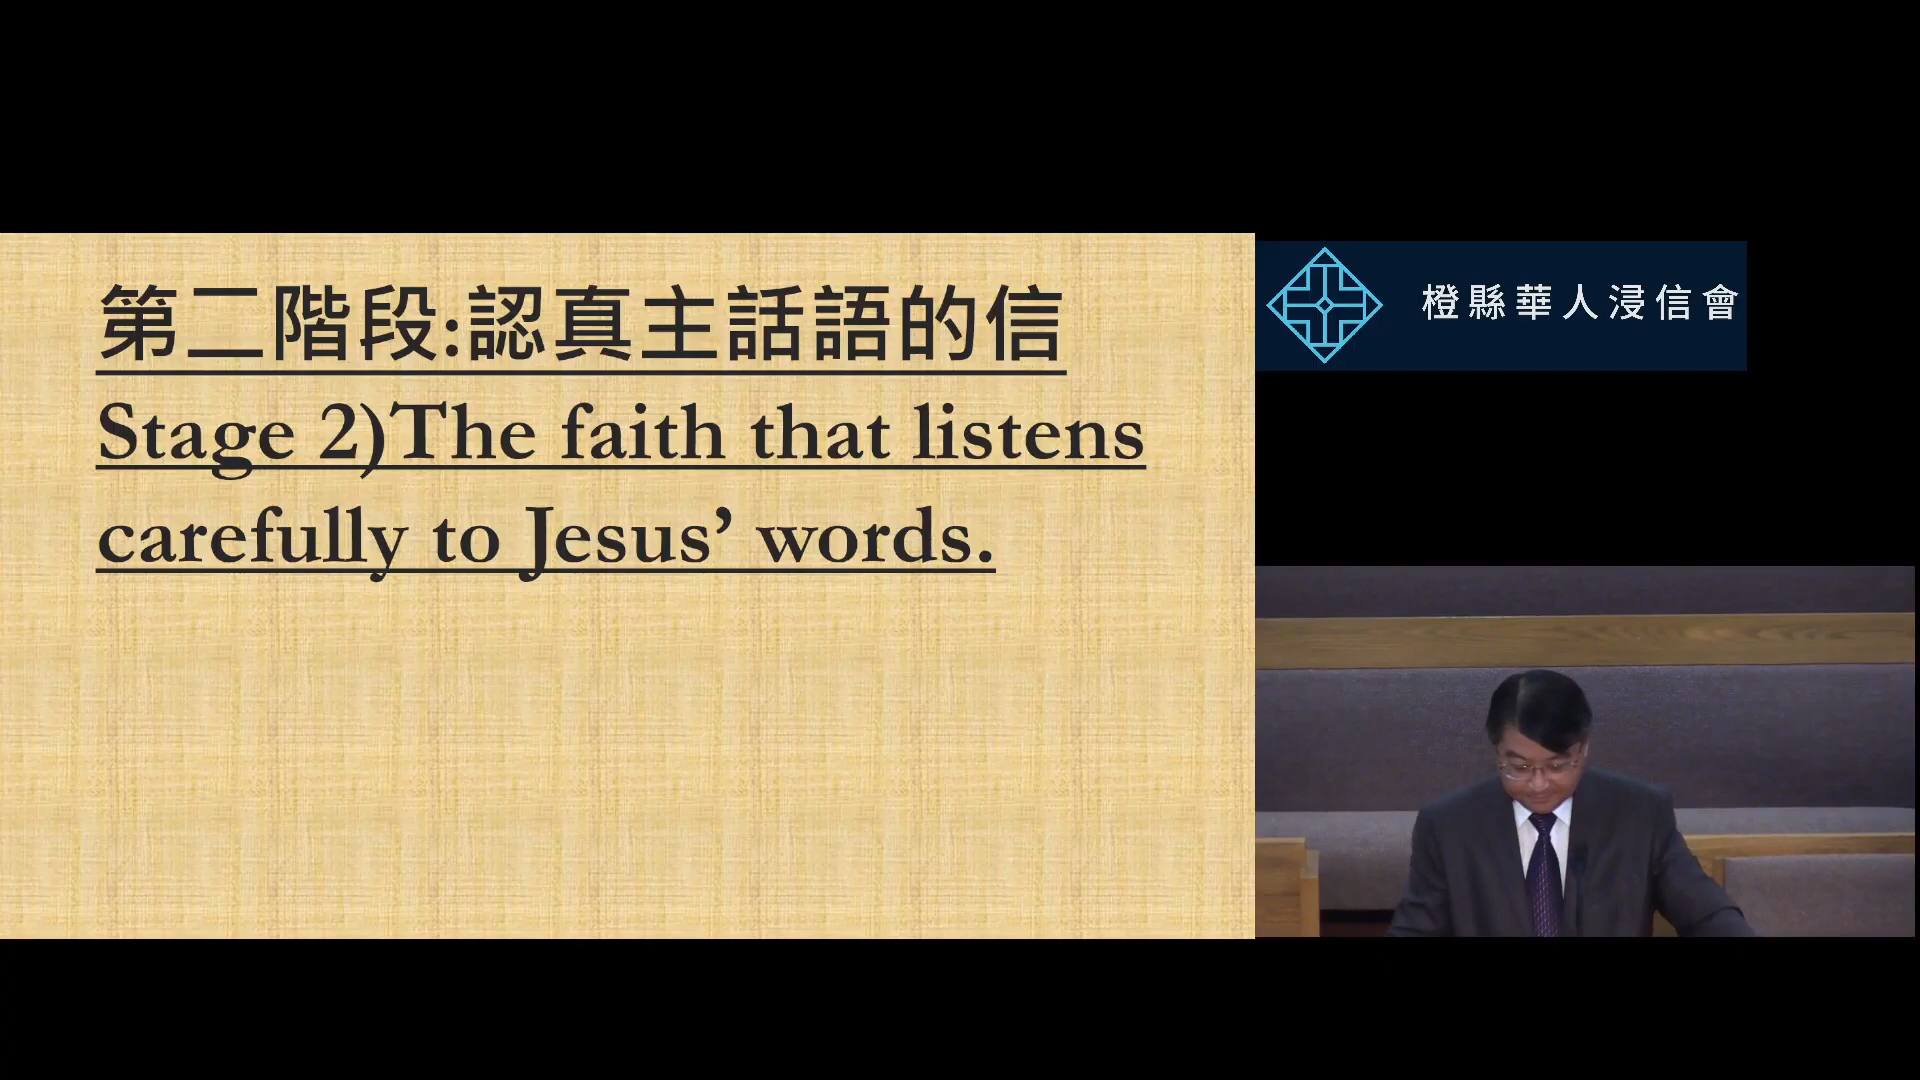 第二階段:認真主話語的信
Stage 2)The faith that listens
carefully to Jesus’ words.
橙縣華人浸信會